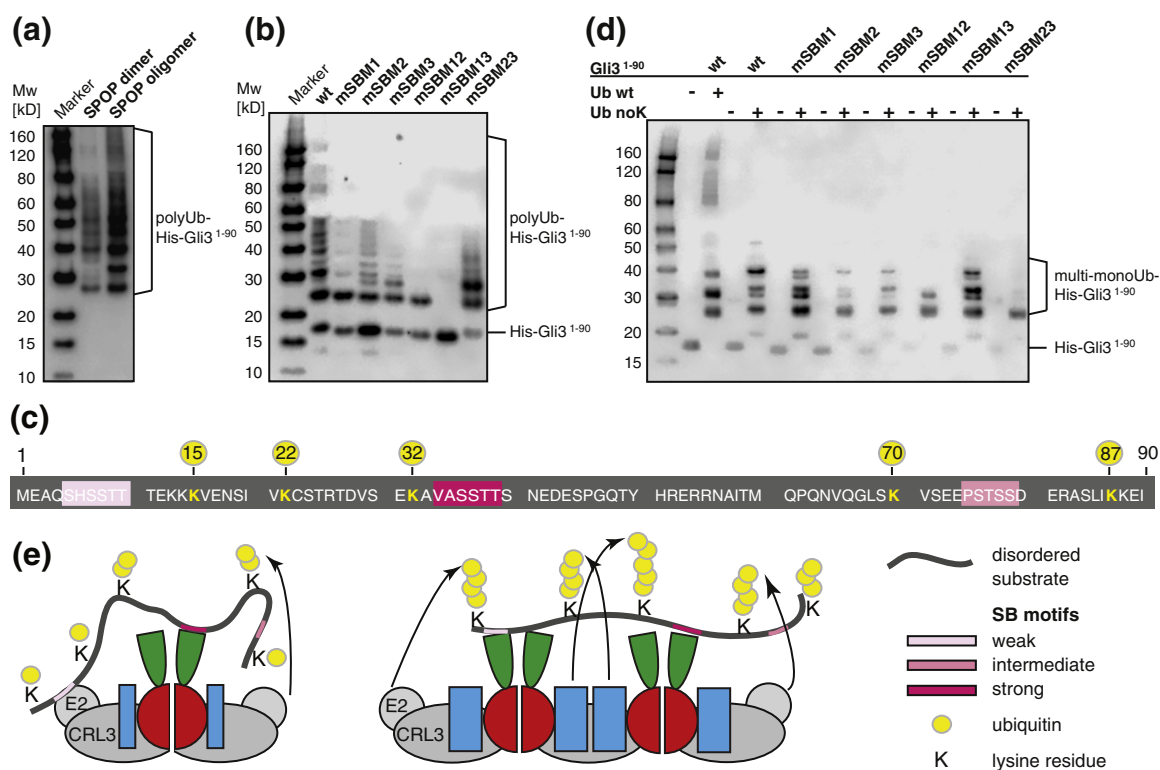 (a)
Mw
[kD]
Marker
SPOP dimer
SPOP oligomer
160
120
80
60
50
40
30
20
15
10
polyUb-
His-Gli3 1-90
(b)
Mw
[kD]
Marker
wt
mSBM1
mSBM2
mSBM3
mSBM12
mSBM13
mSBM23
160
120
80
60
50
40
30
20
15
10
polyUb-
His-Gli3 1-90
His-Gli3 1-90
(d)
Gli3 1-90 wt wt mSBM1 mSBM2 mSBM3 mSBM12 mSBM13 mSBM23
Ub wt - +
Ub noK - + - + - + - + - + - + - +
160
120
80
60
50
40
30
20
15
multi-monoUb-
His-Gli3 1-90
His-Gli3 1-90
(c)
1 15 22 32 70 87 90
MEAQSHSSTT TEKKKVENSI VKCSTRTDVS EKAVASSTTS NEDESPGQTY HRERRNAITM QPQNVQGLSK VSEEPSTSSD ERASLIKKEI
(e)
K
K
K
K
K
E2
CRL3
K
K
K
K
K
E2
CRL3
disordered
substrate
SB motifs
weak
intermediate
strong
ubiquitin
K lysine residue